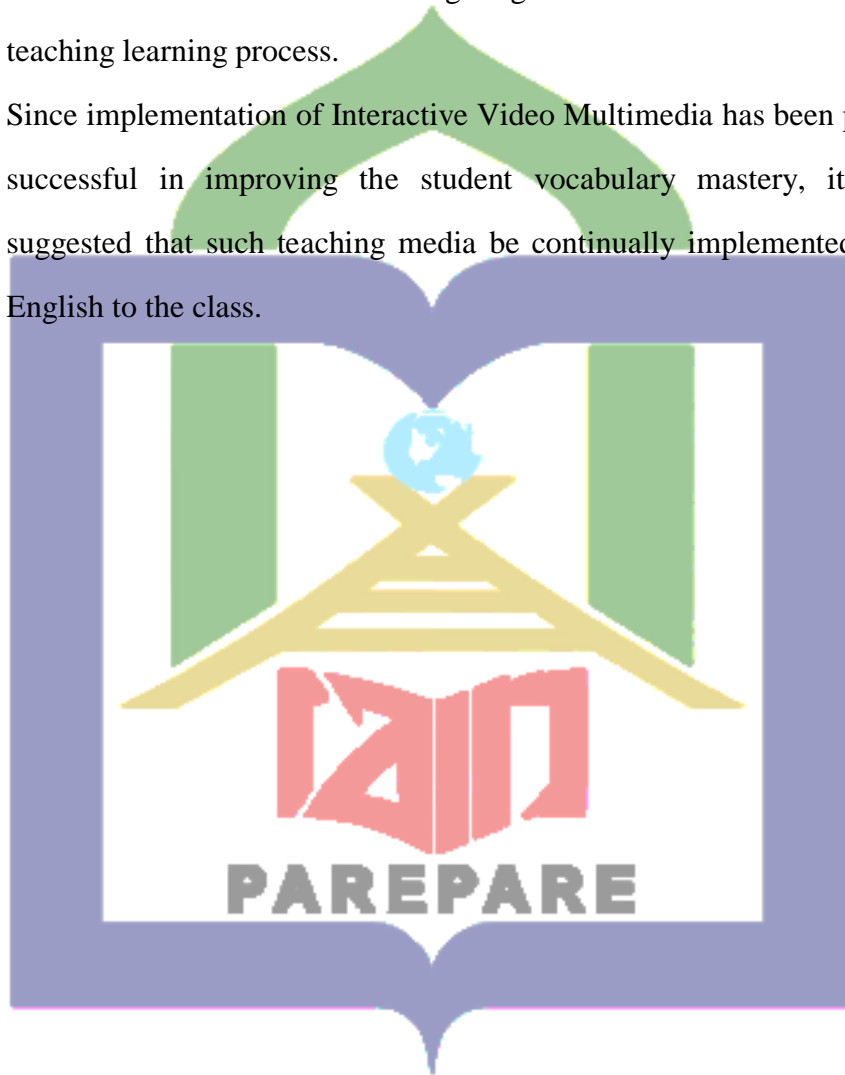 teaching learning process.
Since implementation of Interactive Video Multimedia has been
successful in improving the student vocabulary mastery, it
suggested that such teaching media be continually implemented
English to the class.
iain
PAREPARE